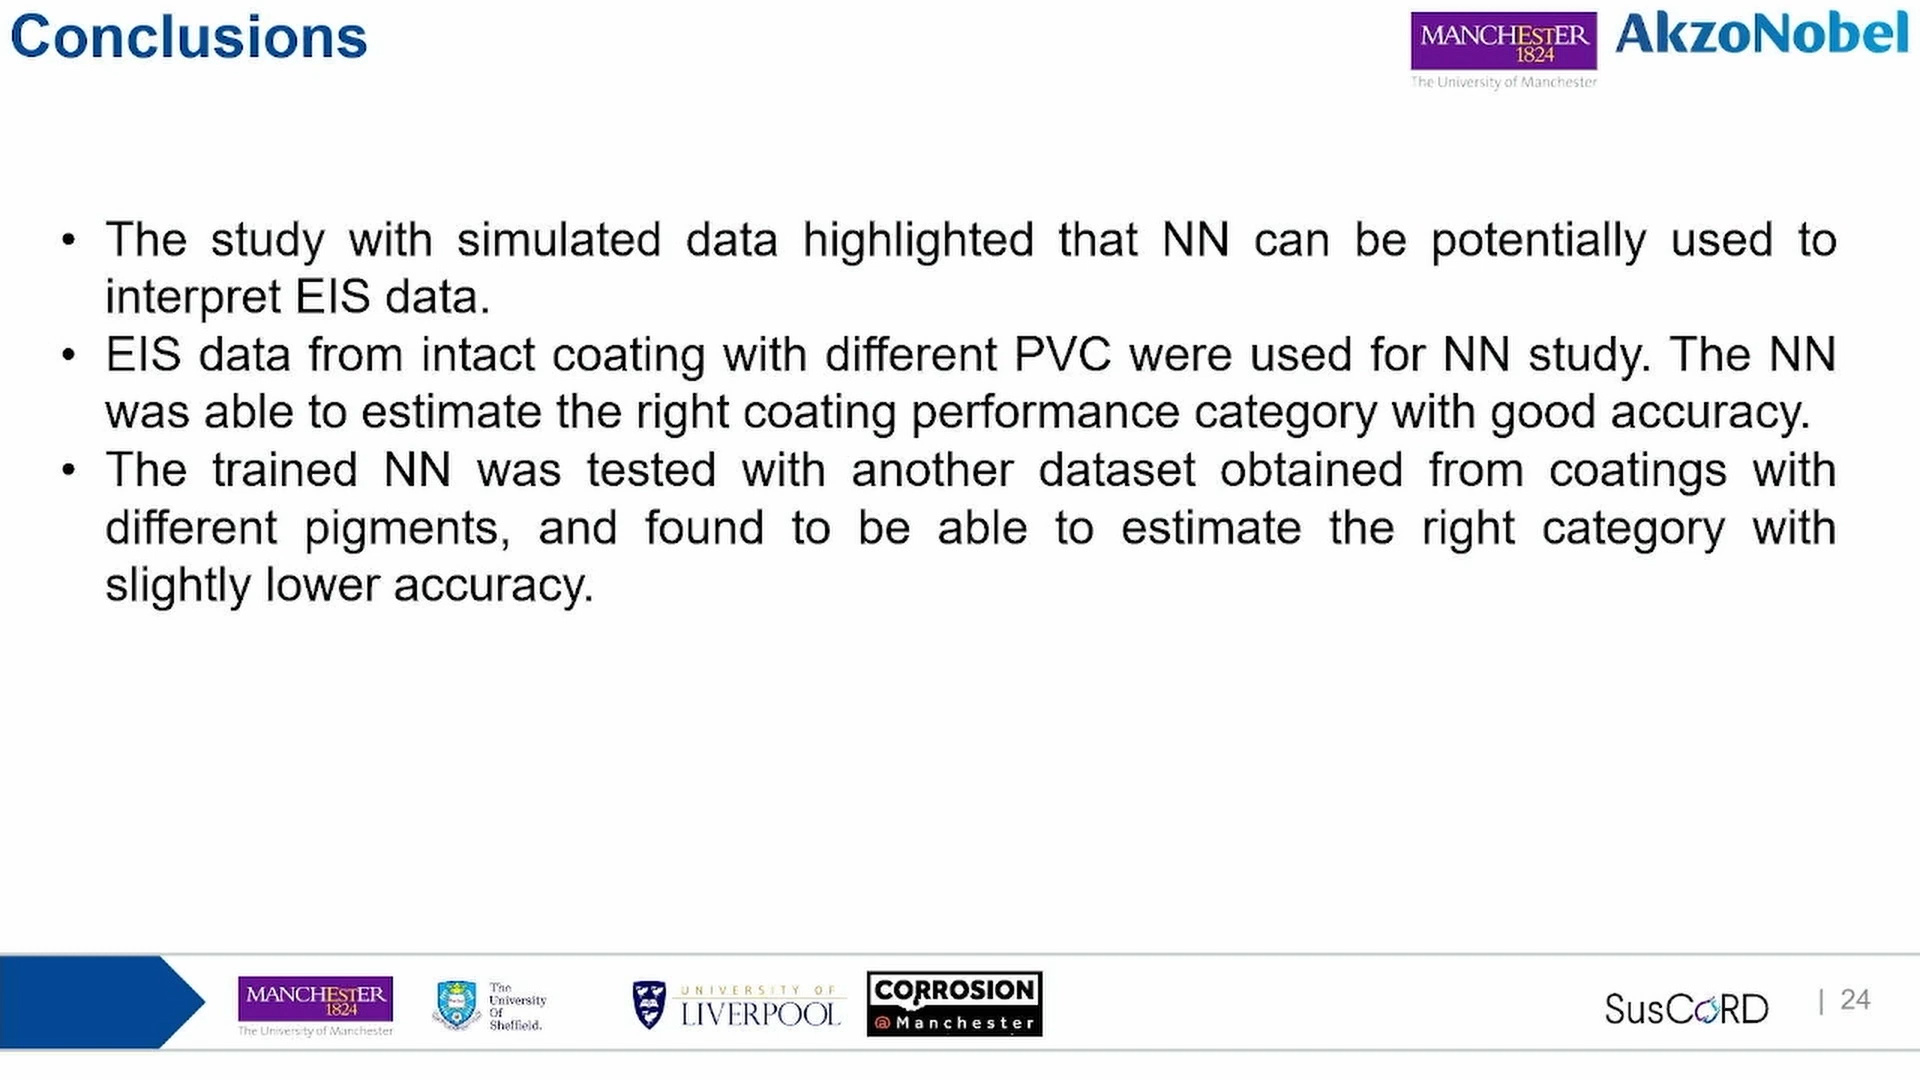 Conclusions
MANCHESTER
1824
The University of Manchester
AkzoNobel
• The study with simulated data highlighted that NN can be potentially used to
interpret EIS data.
• EIS data from intact coating with different PVC were used for NN study. The NN
was able to estimate the right coating performance category with good accuracy.
• The trained NN was tested with another dataset obtained from coatings with
different pigments, and found to be able to estimate the right category with
slightly lower accuracy.
MANCHESTER
1824
The University of Manchester
The
University
Of
Sheffield.
UNIVERSITY OF
LIVERPOOL
CORROSION
@Manchester
SusCoRD
| 24